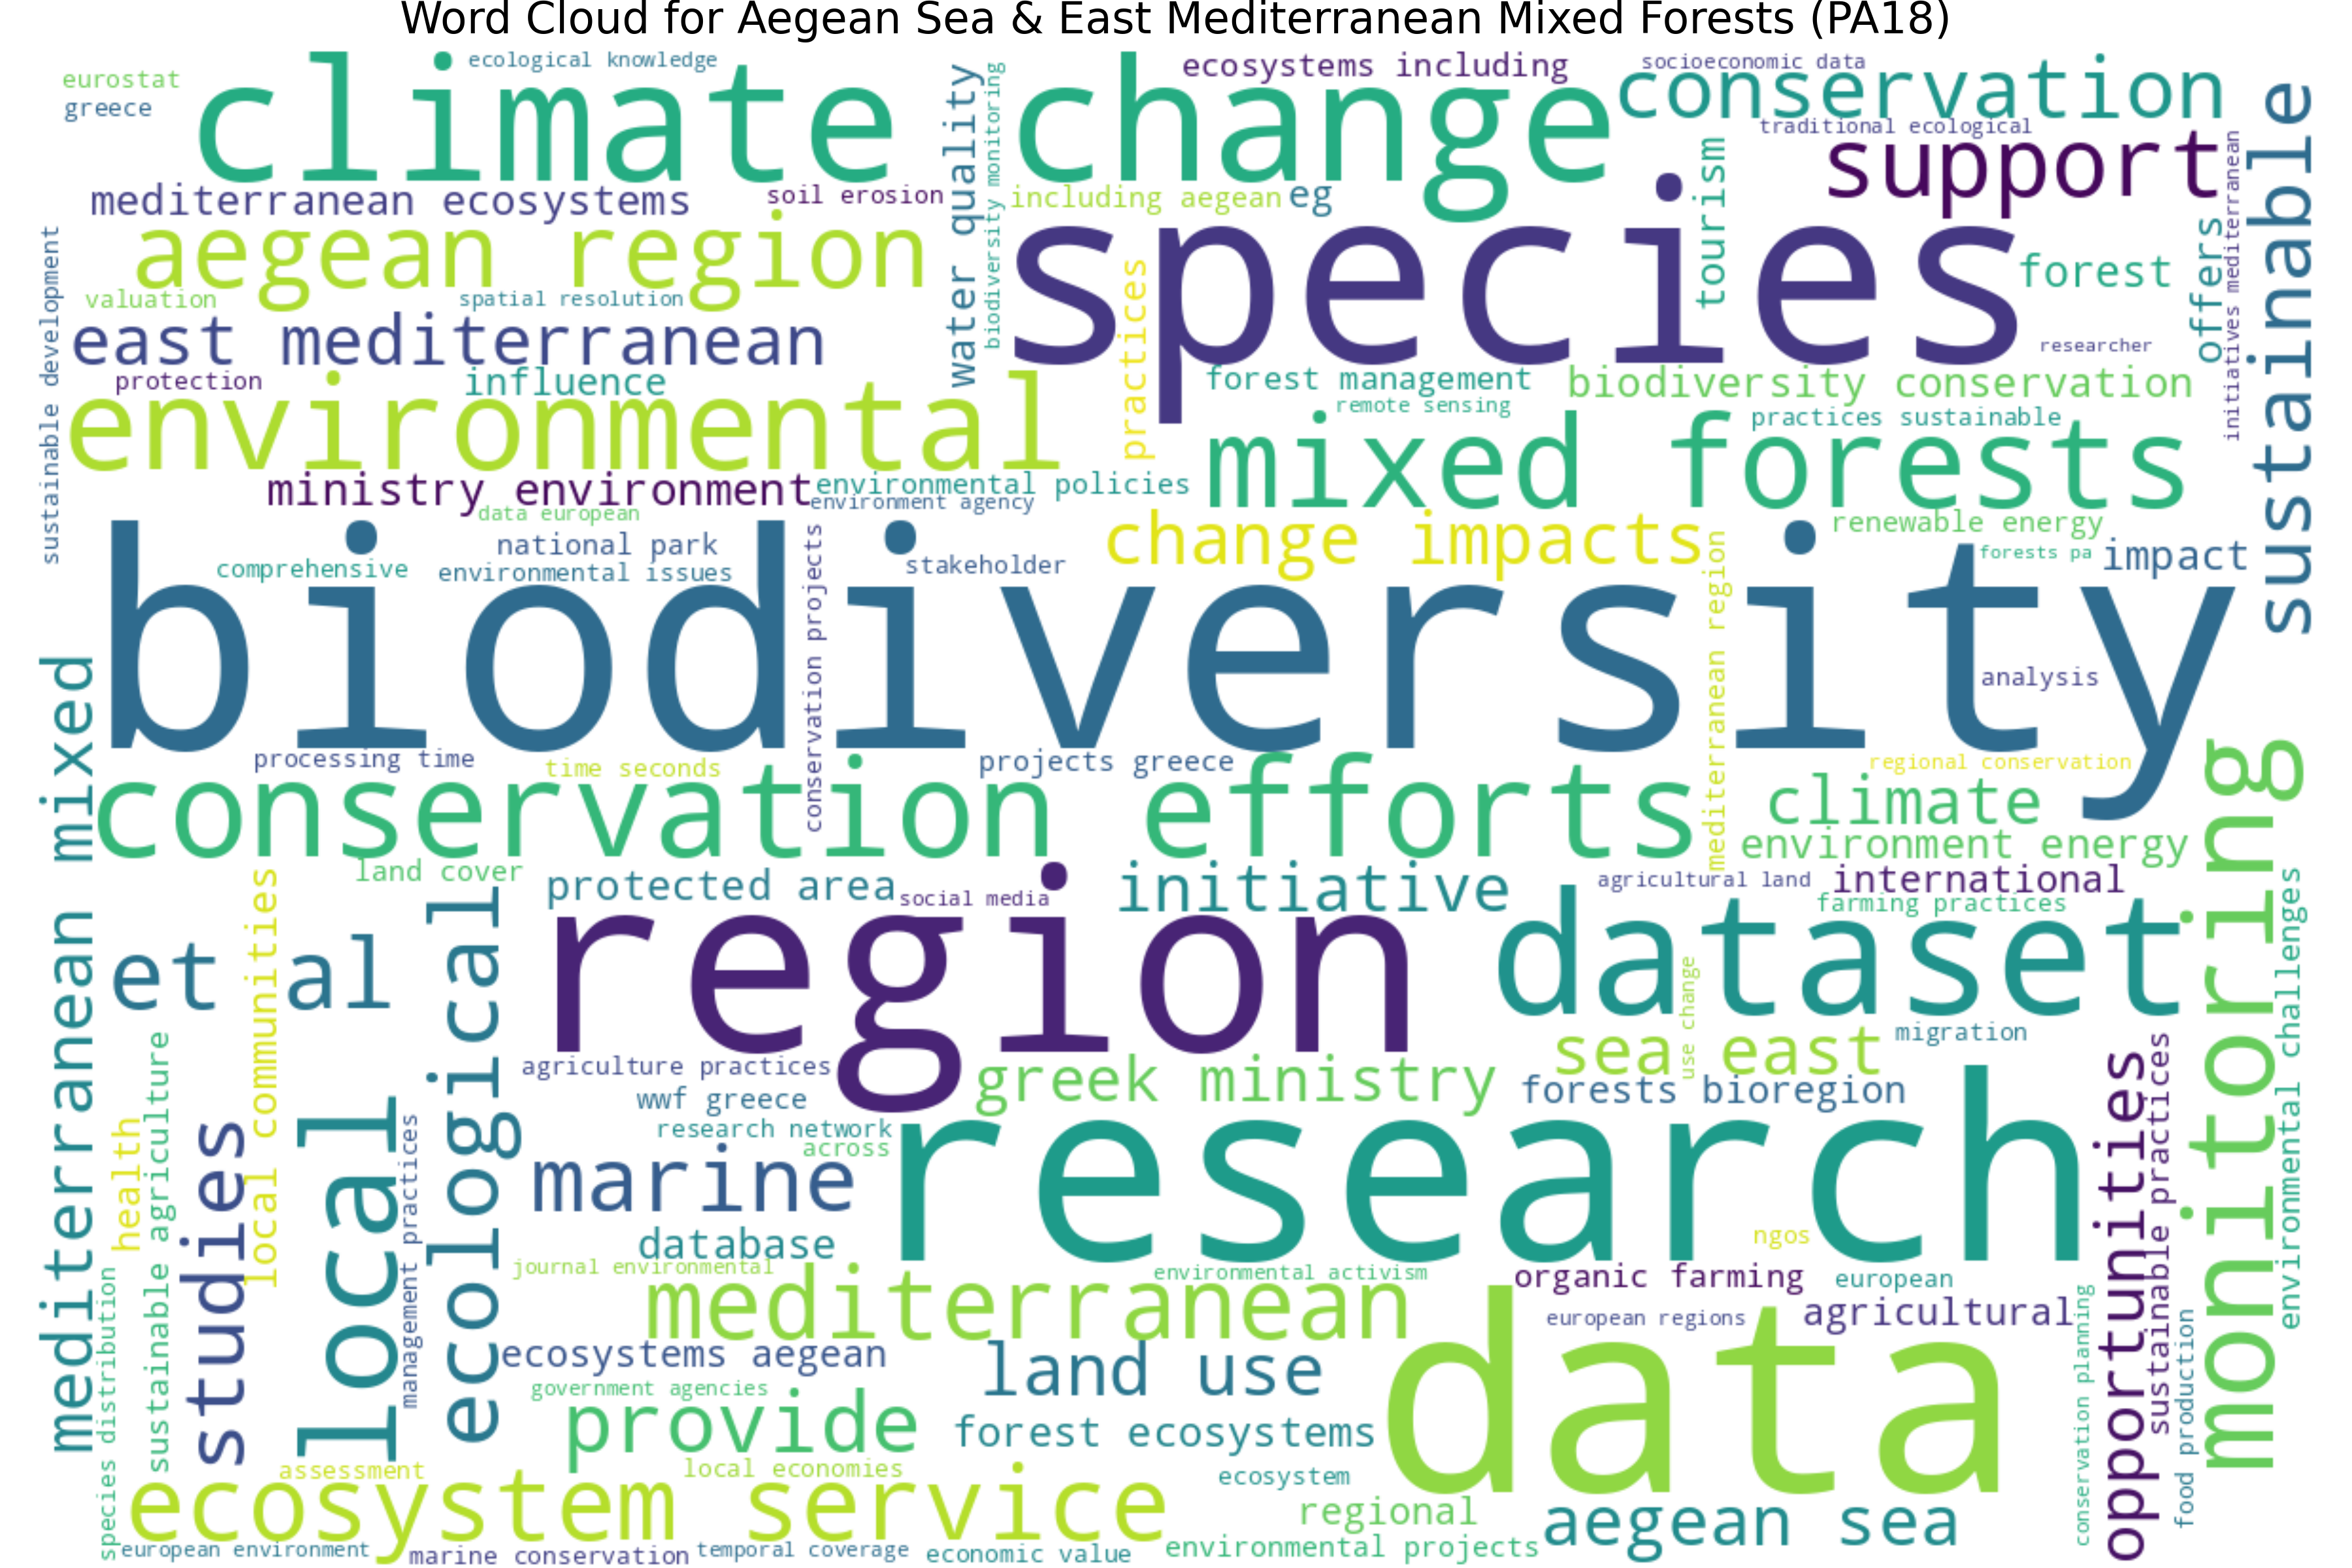 Word Cloud for Aegean Sea & East Mediterranean Mixed Forests (PA18)
climate change
ecological knowledge
eurostat
greece
ecosystems including
socioeconomic data
conservation
traditional ecological
support
sustainable
initiatives mediterranean
offers
tourism
water quality
biodiversity monitoring
mediterranean ecosystems
soil erosion
including aegean
eg
aegean region
species
forest
researcher
valuation
spatial resolution
sustainable development
east mediterranean
practices
protection
influence
forest management
biodiversity conservation
remote sensing
practices sustainable
environmental
mixed forests
ministry environment
environmental policies
environment agency
data european
national park
comprehensive
environmental issues
stakeholder
change impacts
renewable energy
forests pa
impact
biodiversity
conservation projects
mediterranean region
analysis
processing time
time seconds
projects greece
regional conservation
conservation efforts
climate
environment energy
mediterranean mixed
land cover
protected area
social media
initiative
agricultural land
international
farming practices
monitoring
environmental challenges
et al
local communities
ecological
region
dataset
use change
sea east
migration
agriculture practices
greek ministry
forests bioregion
wwf greece
research network
across
research
marine
health
sustainable agriculture
studies
local
management practices
database
ngos
journal environmental
environmental activism
organic farming
european
mediterranean
european regions
agricultural
opportunities
sustainable practices
food production
conservation planning
species distribution
ecosystems aegean
land use
data
government agencies
provide
forest ecosystems
assessment
local economies
ecosystem
ecosystem service
regional
aegean sea
european environment
marine conservation
temporal coverage
economic value
environmental projects